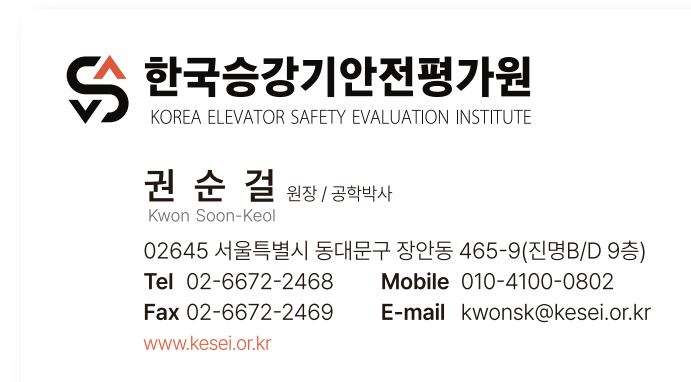 한국승강기안전평가원
KOREA ELEVATOR SAFETY EVALUATION INSTITUTE
권 순 걸 원장 / 공학박사
Kwon Soon-Keol
02645 서울특별시 동대문구 장안동 465-9(진명B/D 9층)
Tel 02-6672-2468 Mobile 010-4100-0802
Fax 02-6672-2469 E-mail kwonsk@kesei.or.kr
www.kesei.or.kr